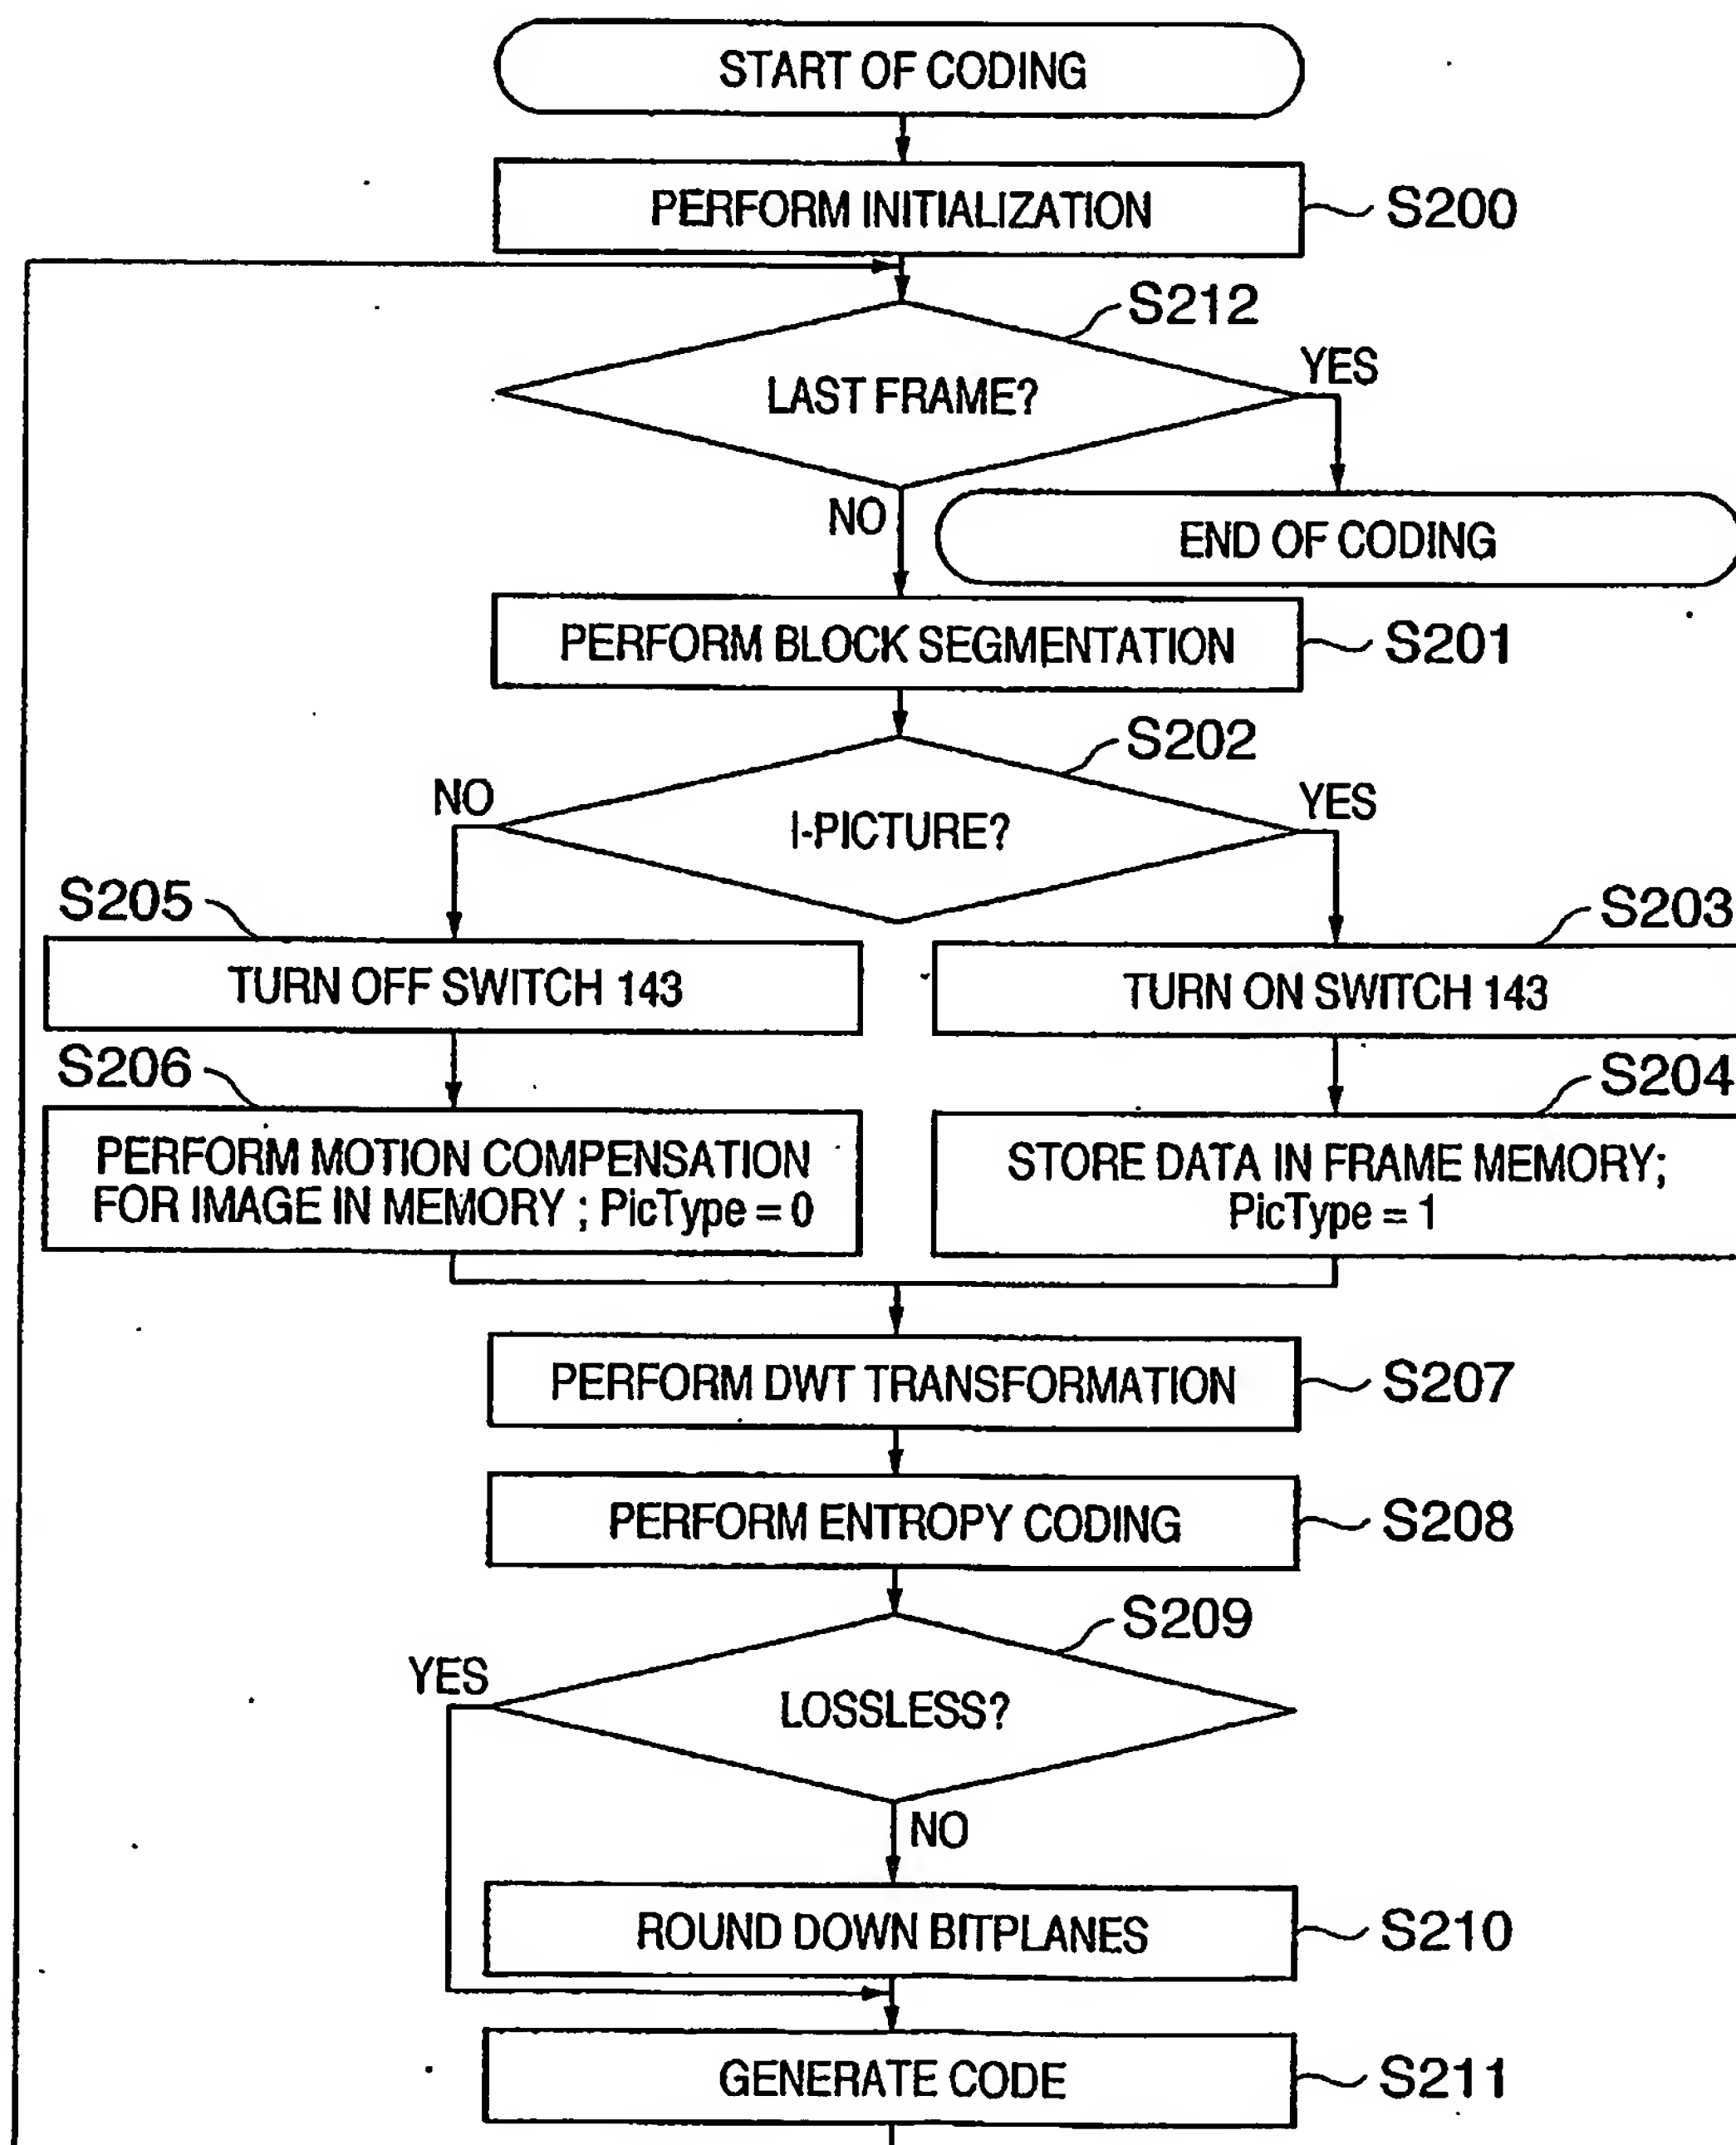 START OF CODING
PERFORM INITIALIZATION
S200
S212
LAST FRAME?
YES
NO
END OF CODING
PERFORM BLOCK SEGMENTATION
S201
S202
NO
I-PICTURE?
YES
S205
S203
TURN OFF SWITCH 143
TURN ON SWITCH 143
S206
S204
PERFORM MOTION COMPENSATION
FOR IMAGE IN MEMORY ; PicType = 0
STORE DATA IN FRAME MEMORY;
PicType = 1
PERFORM DWT TRANSFORMATION
S207
PERFORM ENTROPY CODING
S208
S209
YES
LOSSLESS?
NO
ROUND DOWN BITPLANES
S210
GENERATE CODE
S211